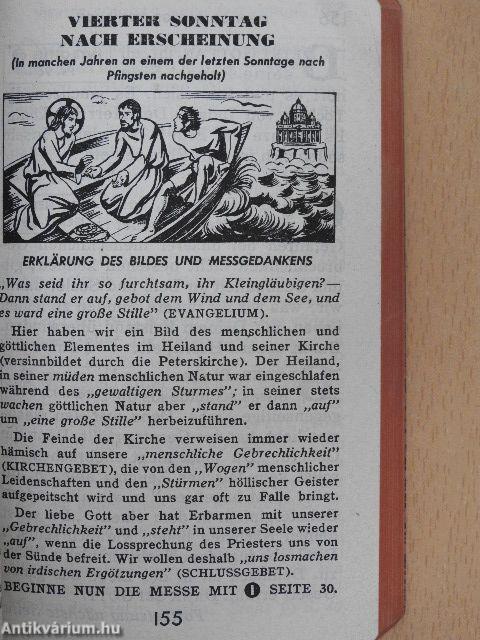 VIERTER SONNTAG
NACH ERSCHEINUNG
(In manchen Jahren an einem der letzten Sonntage nach
Pfingsten nachgeholt)
ERKLÄRUNG DES BILDES UND MESSGEDANKENS
„Was seid ihr so furchtsam, ihr Kleingläubigen?—
Dann stand er auf, gebot dem Wind und dem See, und
es ward eine große Stille" (EVANGELIUM).
Hier haben wir ein Bild des menschlichen und
göttlichen Elementes im Heiland und seiner Kirche
(versinnbildet durch die Peterskirche). Der Heiland,
in seiner müden menschlichen Natur war eingeschlafen
während des „gewaltigen Sturmes"; in seiner stets
wachen göttlichen Natur aber „stand" er dann „auf"
um „eine große Stille" herbeizuführen.
Die Feinde der Kirche verweisen immer wieder
hämisch auf unsere „menschliche Gebrechlichkeit"
(KIRCHENGEBET), die von den „Wogen" menschlicher
Leidenschaften und den „Stürmen" höllischer Geister
aufgepeitscht wird und uns gar oft zu Falle bringt.
Der liebe Gott aber hat Erbarmen mit unserer
„Gebrechlichkeit" und „steht" in unserer Seele wieder
„auf", wenn die Lossprechung des Priesters uns von
der Sünde befreit. Wir wollen deshalb „uns losmachen
von irdischen Ergötzungen" (SCHLUSSGEBET).
BEGINNE NUN DIE MESSE MIT 1 SEITE 30.
155
Antikvárium.hu